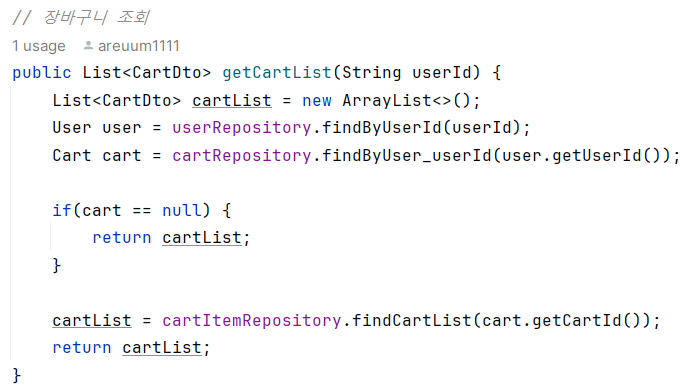 // 장바구니 조회
1 usage areuum1111
public List<CartDto> getCartList(String userId) {
List<CartDto> cartList = new ArrayList<>();
User user = userRepository.findByUserId(userId);
Cart cart = cartRepository.findByUser_userId(user.getUserId());
if(cart == null) {
return cartList;
}
cartList = cartItemRepository.findCartList(cart.getCartId());
return cartList;
}